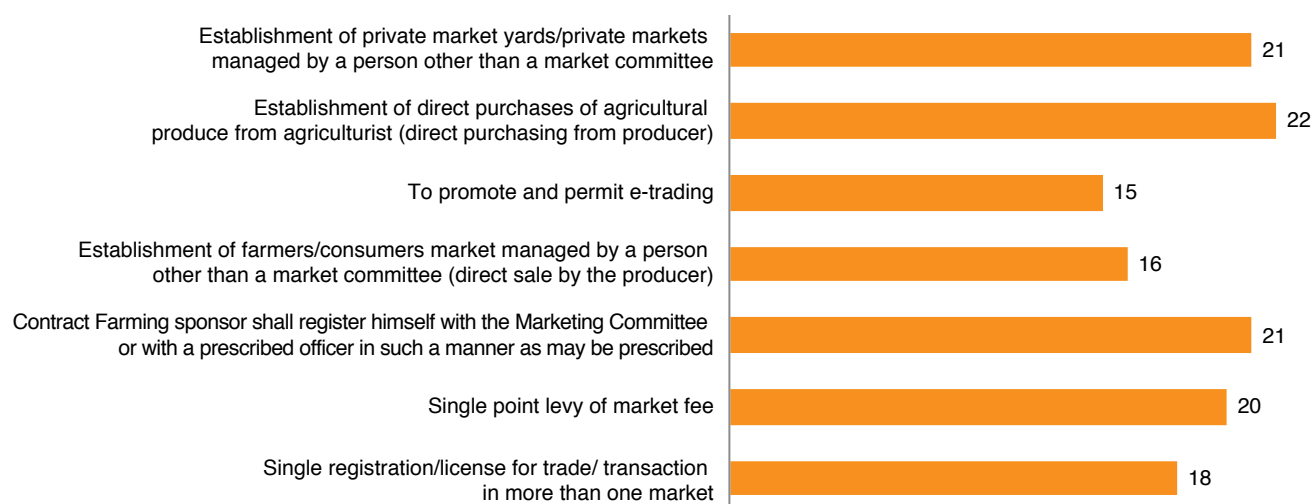 Establishment of private market yards/private markets
managed by a person other than a market committee
21
Establishment of direct purchases of agricultural
produce from agriculturist (direct purchasing from producer)
22
To promote and permit e-trading
15
Establishment of farmers/consumers market managed by a person
other than a market committee (direct sale by the producer)
16
Contract Farming sponsor shall register himself with the Marketing Committee
or with a prescribed officer in such a manner as may be prescribed
21
Single point levy of market fee
20
Single registration/license for trade/ transaction
in more than one market
18